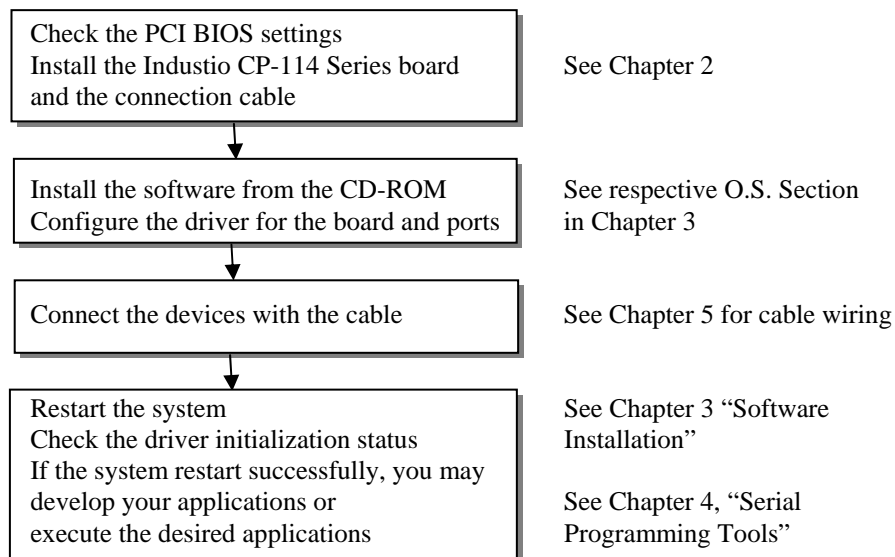 Check the PCI BIOS settings
Install the Industio CP-114 Series board
and the connection cable
See Chapter 2
Install the software from the CD-ROM
Configure the driver for the board and ports
See respective O.S. Section
in Chapter 3
Connect the devices with the cable
See Chapter 5 for cable wiring
Restart the system
Check the driver initialization status
If the system restart successfully, you may
develop your applications or
execute the desired applications
See Chapter 3 “Software
Installation”
See Chapter 4, “Serial
Programming Tools”